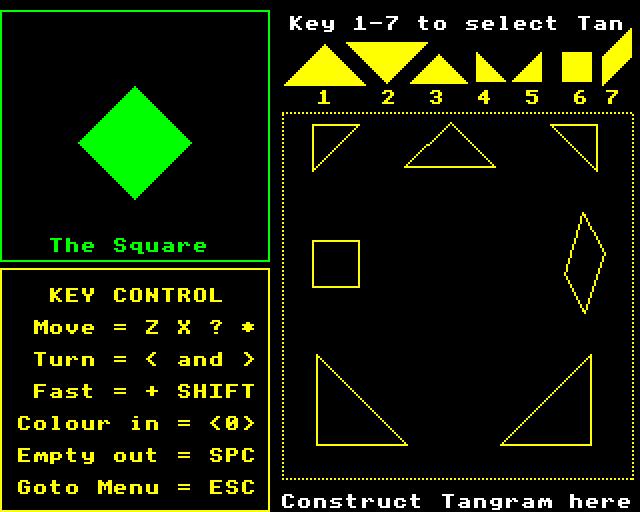 Key 1-7 to select Tan
1 2 3 4 5 6 7
The Square
KEY CONTROL
Move = Z X ? *
Turn = < and >
Fast = + SHIFT
Colour in = <0>
Empty out = SPC
Goto Menu = ESC
Construct Tangram here